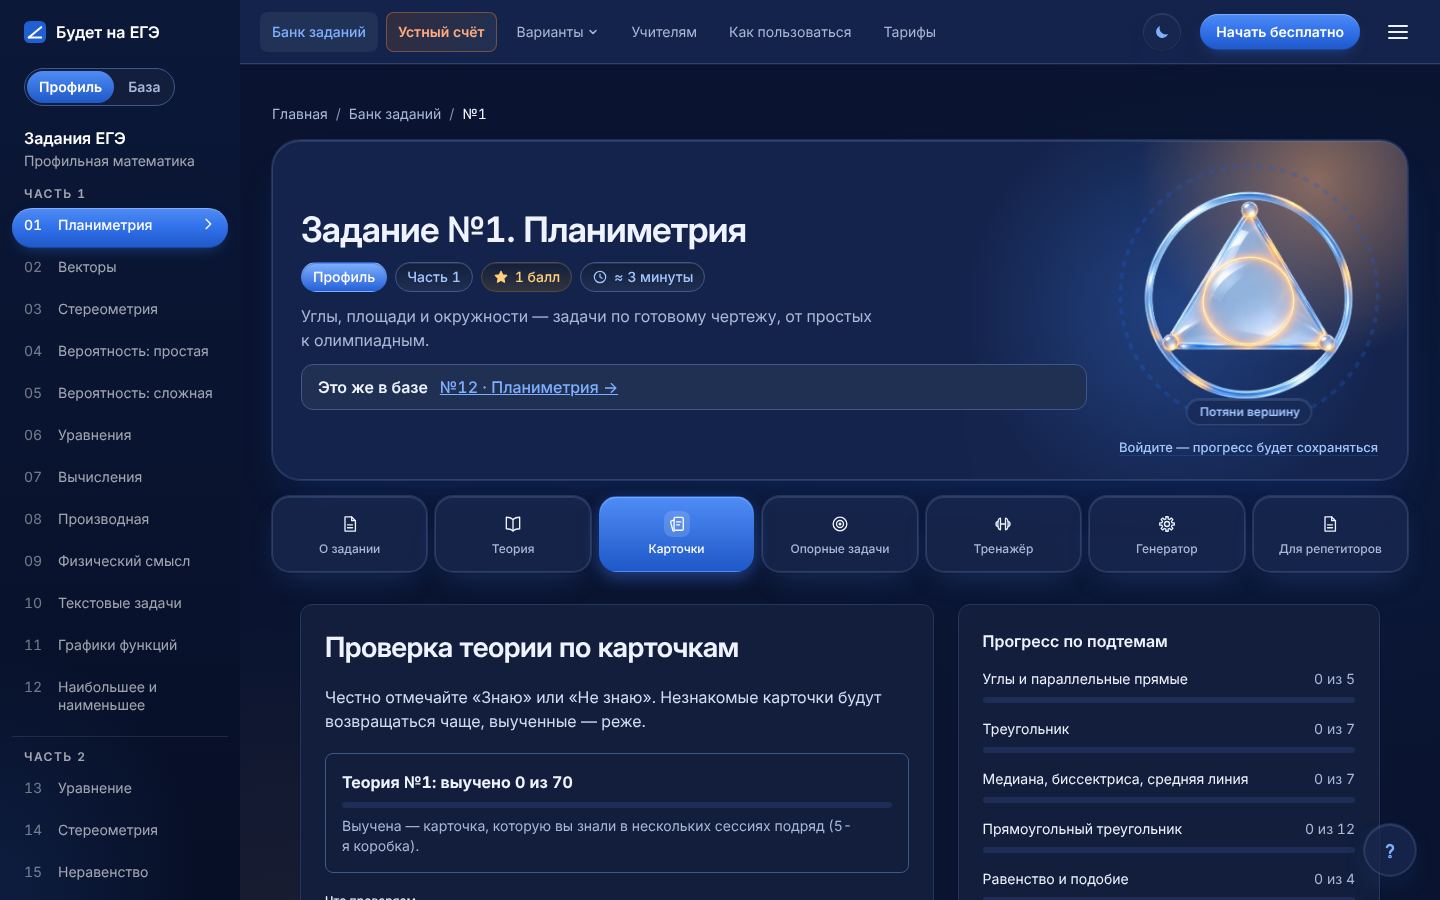 Будет на ЕГЭ
Банк заданий
Устный счёт
Варианты
Учителям
Как пользоваться
Тарифы
Начать бесплатно
Профиль
База
Задания ЕГЭ
Профильная математика
ЧАСТЬ 1
01 Планиметрия
02 Векторы
03 Стереометрия
04 Вероятность: простая
05 Вероятность: сложная
06 Уравнения
07 Вычисления
08 Производная
09 Физический смысл
10 Текстовые задачи
11 Графики функций
12 Наибольшее и
наименьшее
ЧАСТЬ 2
13 Уравнение
14 Стереометрия
15 Неравенство
Главная / Банк заданий / №1
Задание №1. Планиметрия
Профиль
Часть 1
1 балл
≈ 3 минуты
Углы, площади и окружности — задачи по готовому чертежу, от простых
к олимпиадным.
Это же в базе №12 · Планиметрия →
Потяни вершину
Войдите — прогресс будет сохраняться
О задании
Теория
Карточки
Опорные задачи
Тренажёр
Генератор
Для репетиторов
Проверка теории по карточкам
Честно отмечайте «Знаю» или «Не знаю». Незнакомые карточки будут
возвращаться чаще, выученные — реже.
Теория №1: выучено 0 из 70
Выучена — карточка, которую вы знали в нескольких сессиях подряд (5-
я коробка).
Прогресс по подтемам
Углы и параллельные прямые 0 из 5
Треугольник 0 из 7
Медиана, биссектриса, средняя линия 0 из 7
Прямоугольный треугольник 0 из 12
Равенство и подобие 0 из 4
?